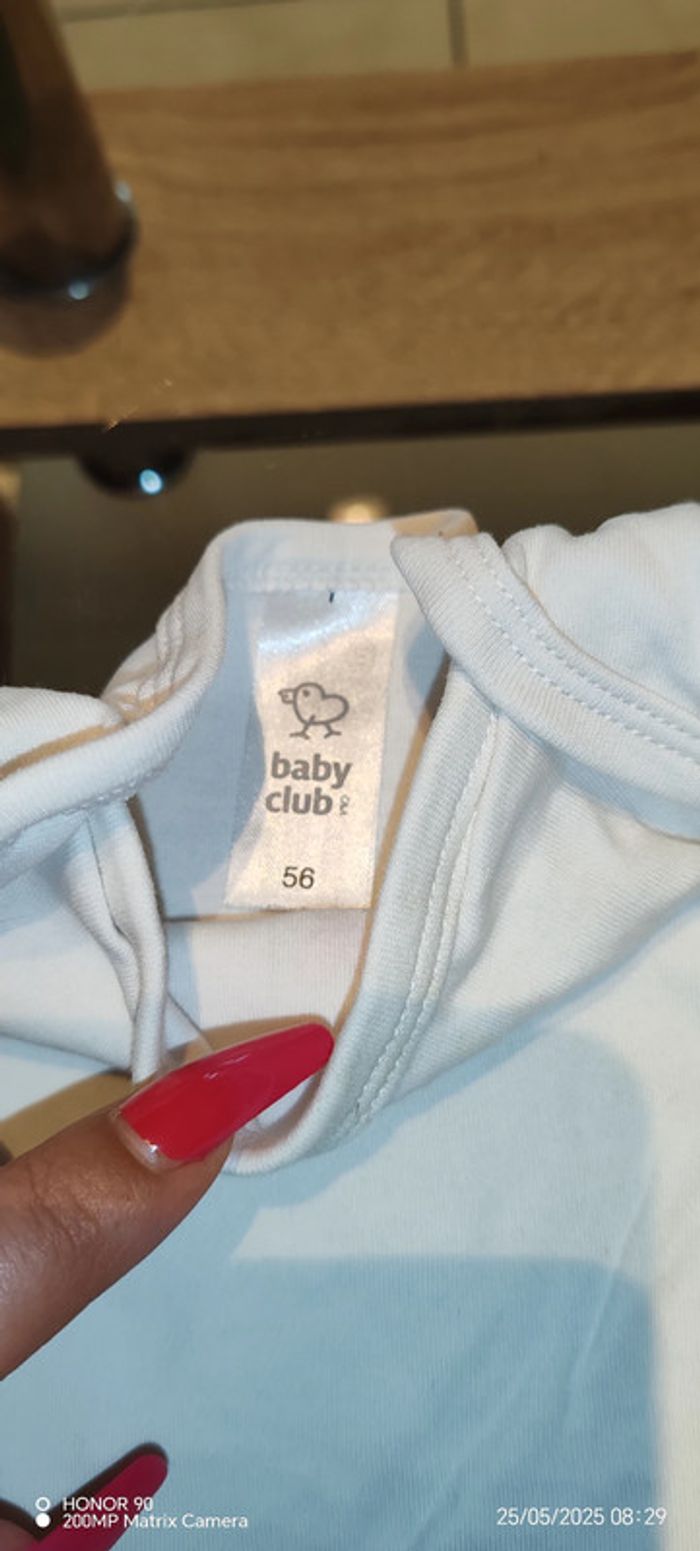 baby
club
56
HONOR 90
200MP Matrix Camera
25/05/2025 08:29